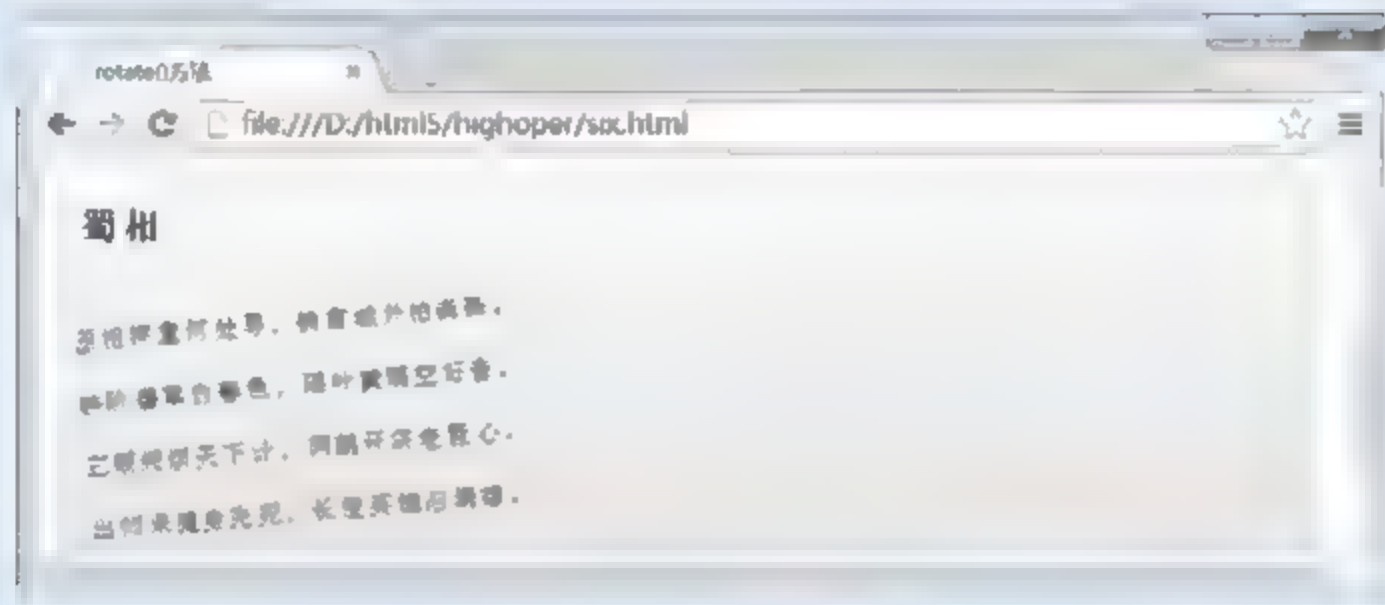 rotate()方法
file:///D:/html5/highoper/six.html
蜀相
丞相祠堂何处寻，锦官城外柏森森。
映阶碧草自春色，隔叶黄鹂空好音。
三顾频烦天下计，两朝开济老臣心。
出师未捷身先死，长使英雄泪满襟。